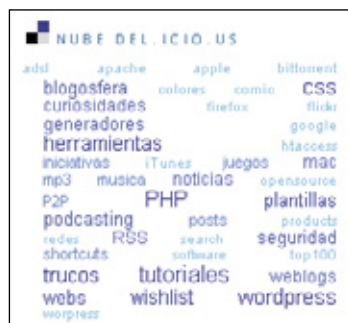 NUBE DEL.ICIO.US
adsl apache apple bittorrent
blogosfera colores comic CSS
curiosidades firefox flickr
generadores google
herramientas htaccess
iniciativas iTunes juegos mac
mp3 musica noticias opensource
P2P PHP plantillas
podcasting posts products
redes RSS search seguridad
shortcuts software top100
trucos tutoriales weblogs
webs wishlist wordpress
worpress